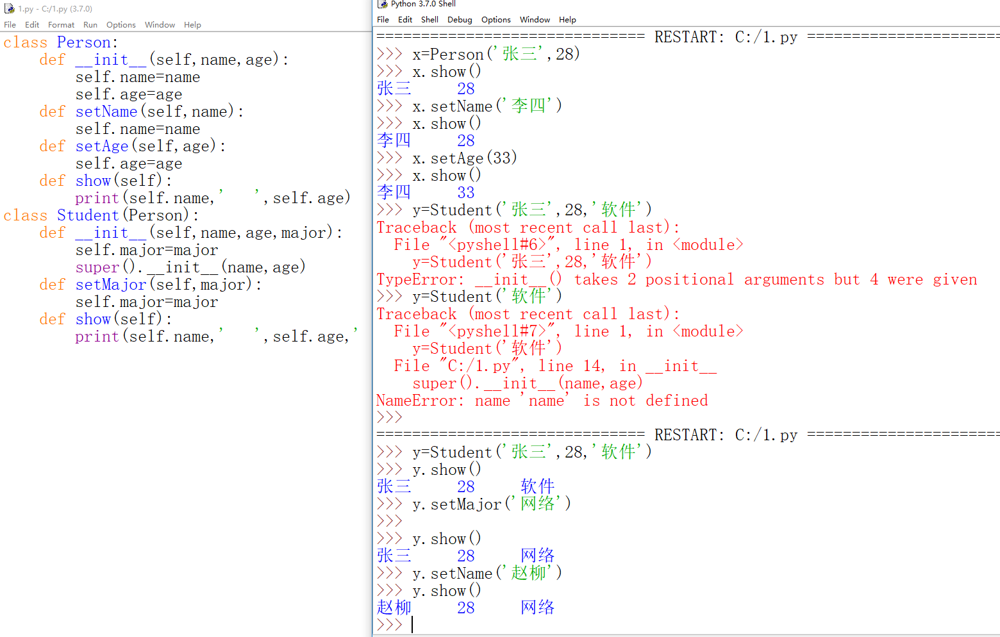 1.py - C:/1.py (3.7.0)
File Edit Format Run Options Window Help
class Person:
    def __init__(self,name,age):
        self.name=name
        self.age=age
    def setName(self,name):
        self.name=name
    def setAge(self,age):
        self.age=age
    def show(self):
        print(self.name,'   ',self.age)
class Student(Person):
    def __init__(self,name,age,major):
        self.major=major
        super().__init__(name,age)
    def setMajor(self,major):
        self.major=major
    def show(self):
        print(self.name,'   ',self.age,'
Python 3.7.0 Shell
File Edit Shell Debug Options Window Help
============================== RESTART: C:/1.py ======================
>>> x=Person('张三',28)
>>> x.show()
张三     28
>>> x.setName('李四')
>>> x.show()
李四     28
>>> x.setAge(33)
>>> x.show()
李四     33
>>> y=Student('张三',28,'软件')
Traceback (most recent call last):
  File "<pyshell#6>", line 1, in <module>
    y=Student('张三',28,'软件')
TypeError: __init__() takes 2 positional arguments but 4 were given
>>> y=Student('软件')
Traceback (most recent call last):
  File "<pyshell#7>", line 1, in <module>
    y=Student('软件')
  File "C:/1.py", line 14, in __init__
    super().__init__(name,age)
NameError: name 'name' is not defined
>>>
============================== RESTART: C:/1.py ======================
>>> y=Student('张三',28,'软件')
>>> y.show()
张三     28     软件
>>> y.setMajor('网络')
>>>
>>> y.show()
张三     28     网络
>>> y.setName('赵柳')
>>> y.show()
赵柳     28     网络
>>>